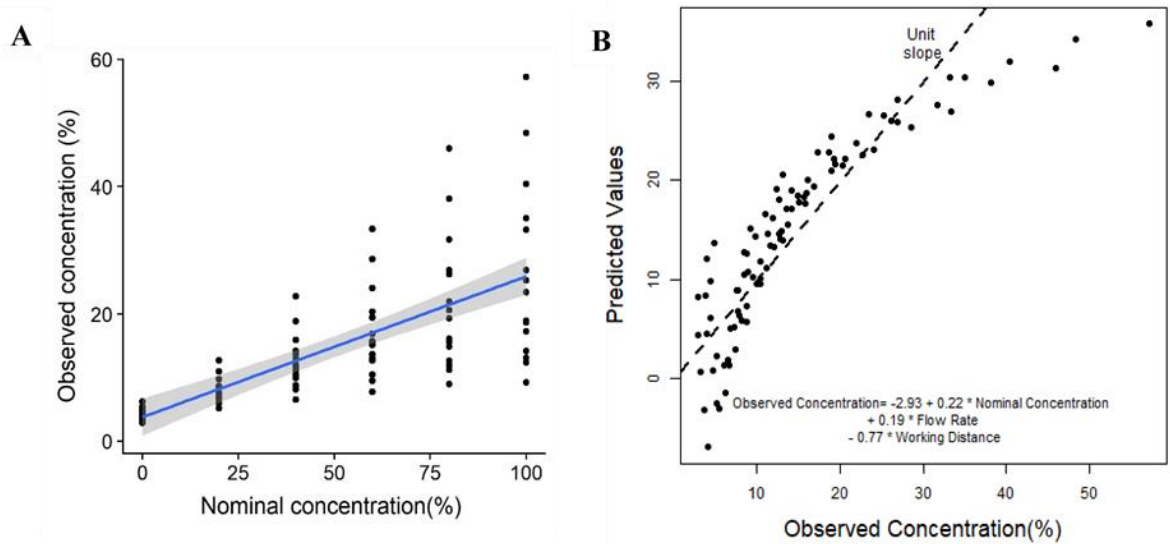 A
Observed concentration (%)
60
40
20
0
0 25 50 75 100
Nominal concentration(%)
B
Unit
slope
Predicted Values
30
20
10
0
Observed Concentration= -2.93 + 0.22 * Nominal Concentration
+ 0.19 * Flow Rate
- 0.77 * Working Distance
10 20 30 40 50
Observed Concentration(%)